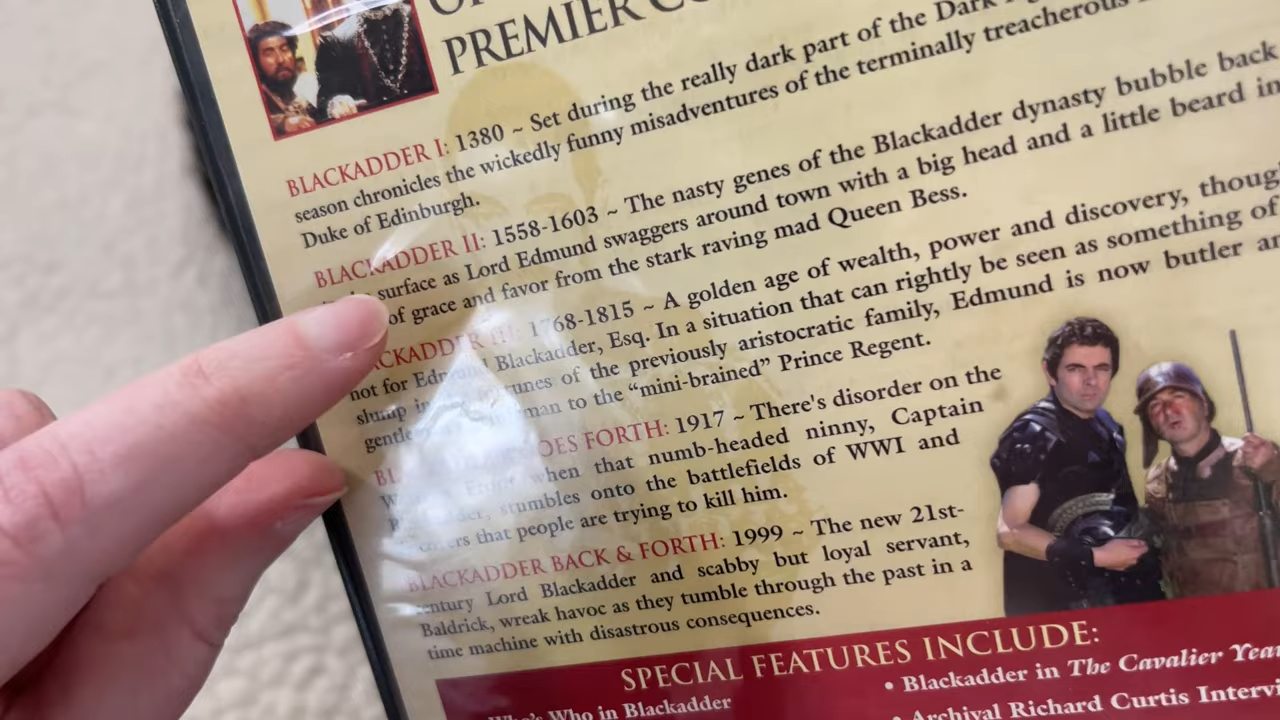 PREMIER
BLACKADDER I: 1380 ~ Set during the really dark part of the Dark
season chronicles the wickedly funny misadventures of the terminally treacherous
Duke of Edinburgh.
BLACKADDER II: 1558-1603 ~ The nasty genes of the Blackadder dynasty bubble back
surface as Lord Edmund swaggers around town with a big head and a little beard in
of grace and favor from the stark raving mad Queen Bess.
1768-1815 ~ A golden age of wealth, power and discovery, though
not for Blackadder, Esq. In a situation that can rightly be seen as something of
slump of the previously aristocratic family, Edmund is now butler
to the “mini-brained” Prince Regent.
FORTH: 1917 ~ There's disorder on the
when that numb-headed ninny, Captain
stumbles onto the battlefields of WWI and
that people are trying to kill him.
BLACKADDER BACK & FORTH: 1999 ~ The new 21st-
century Lord Blackadder and scabby but loyal servant,
Baldrick, wreak havoc as they tumble through the past in a
time machine with disastrous consequences.
SPECIAL FEATURES INCLUDE:
• Blackadder in The Cavalier
Who's Who in Blackadder
• Archival Richard Curtis